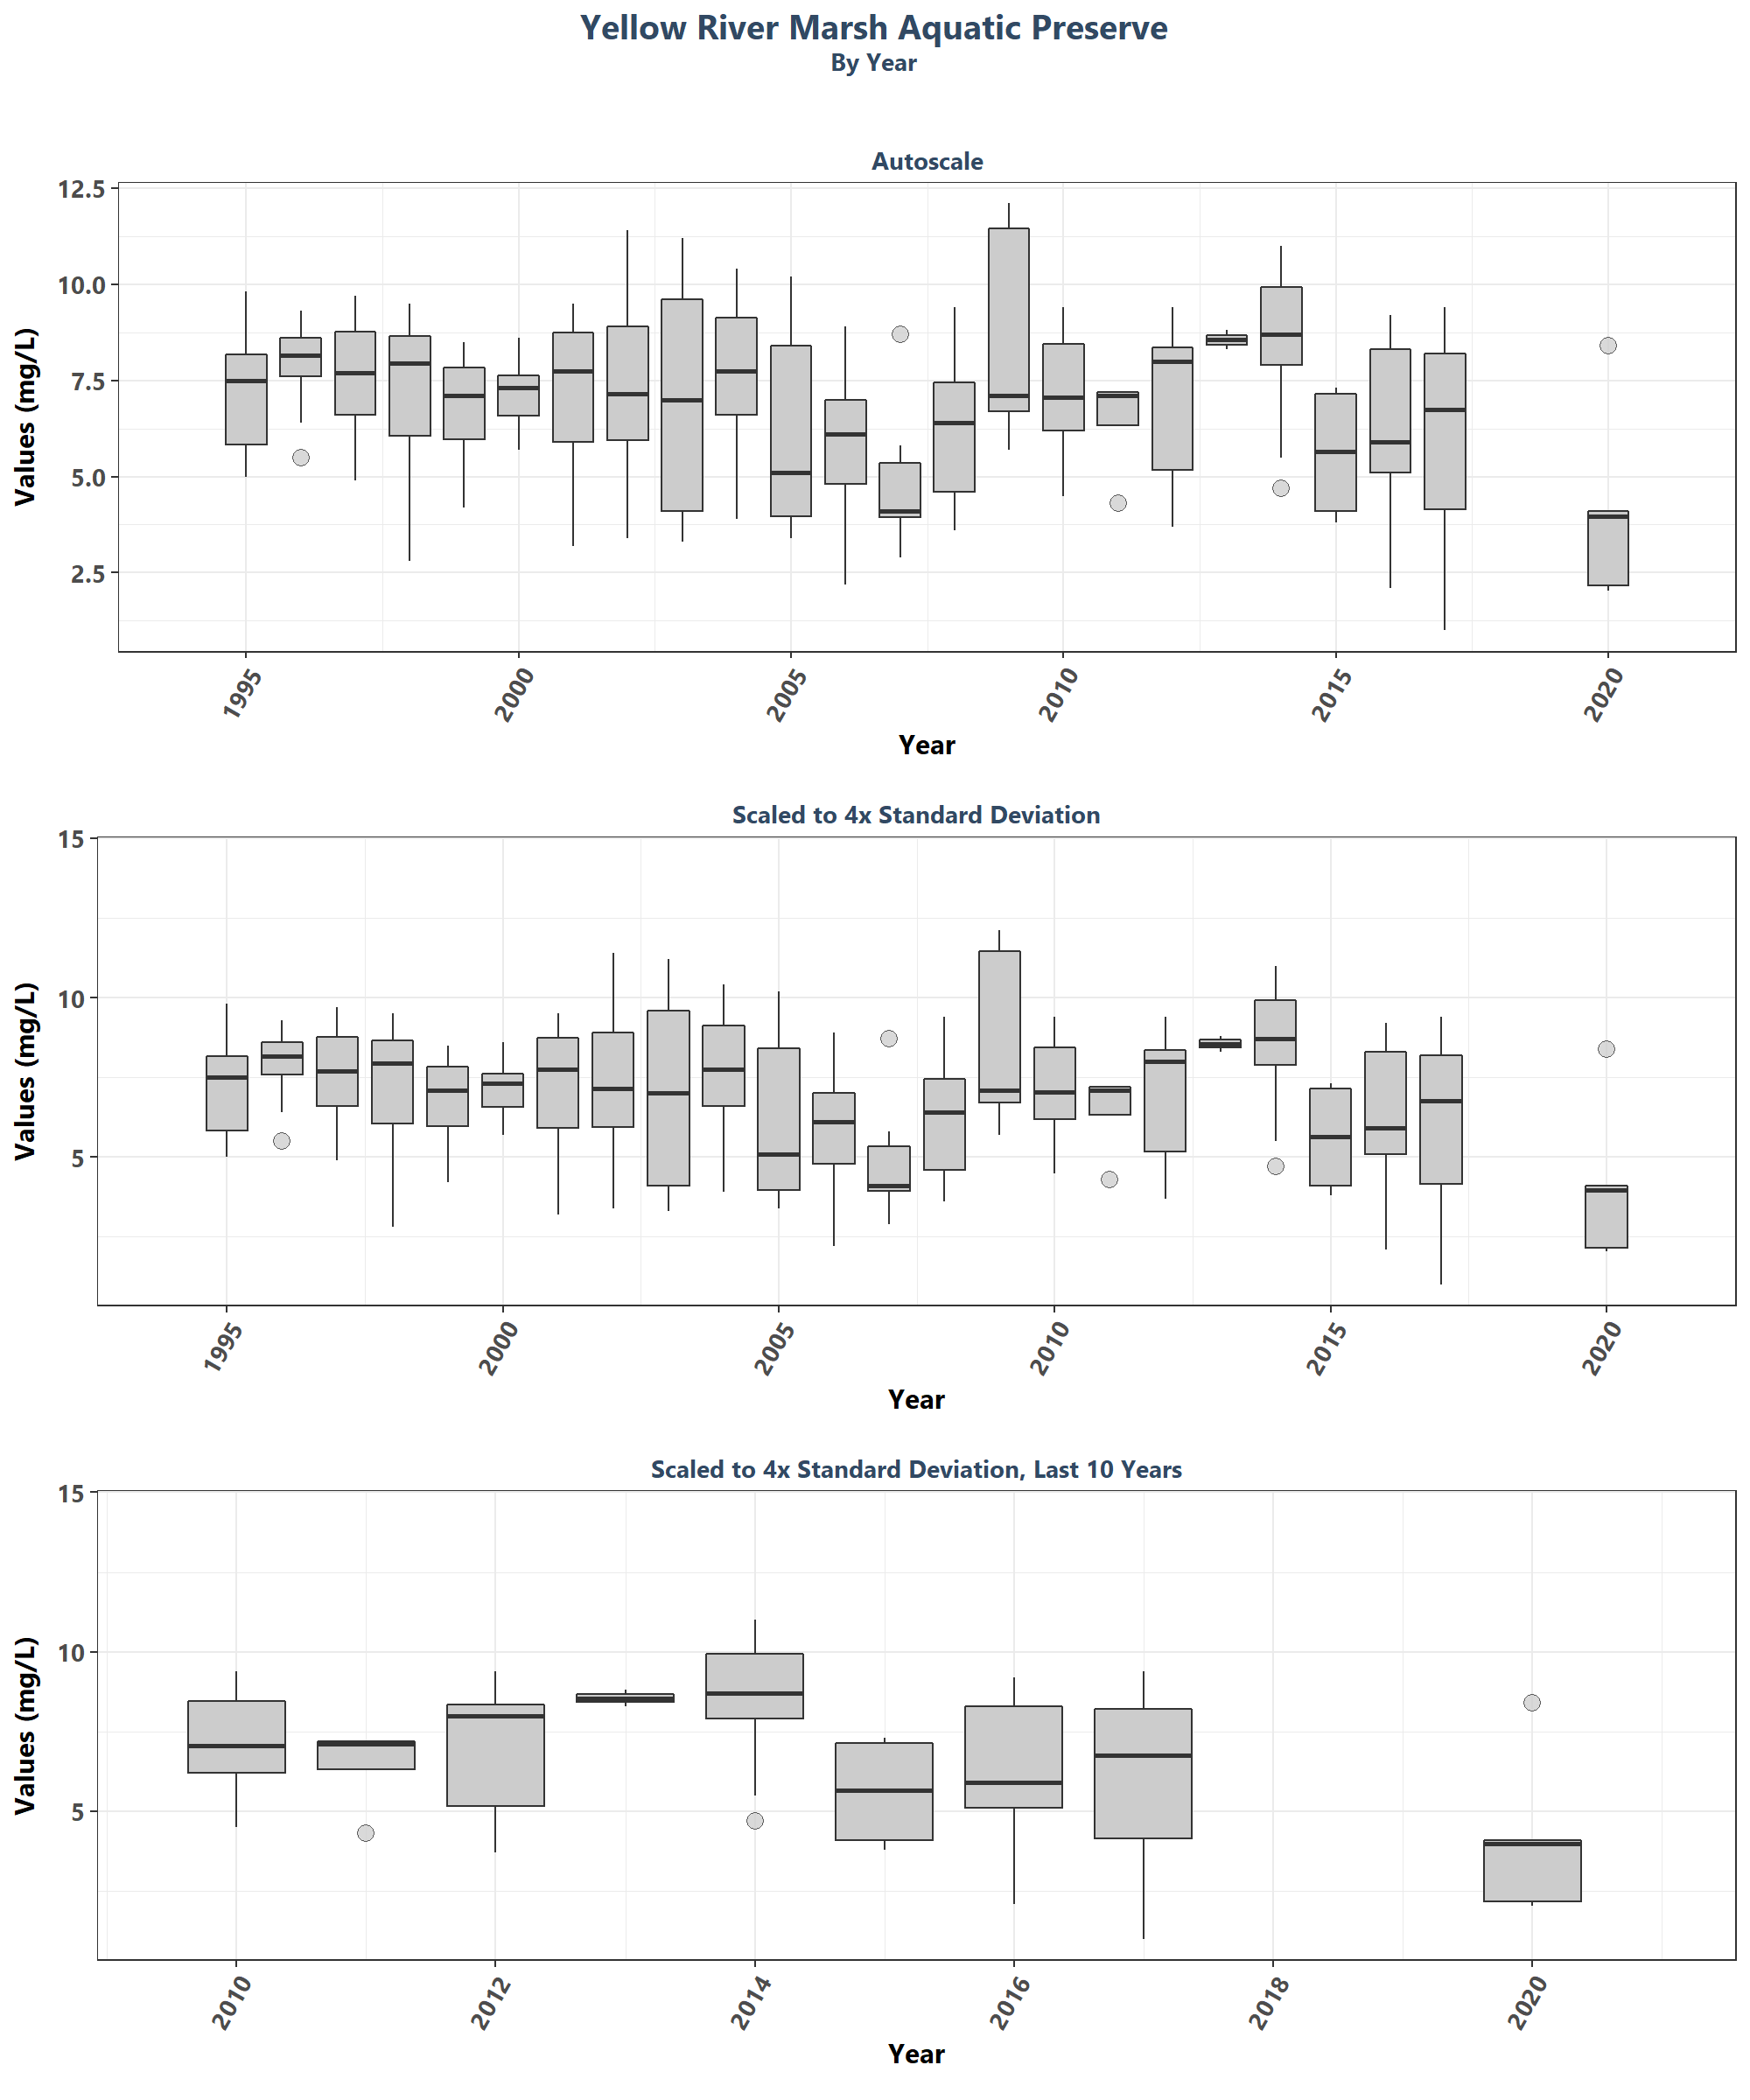 Yellow River Marsh Aquatic Preserve
By Year
Autoscale
Values (mg/L)
12.5
10.0
7.5
5.0
2.5
1995 2000 2005 2010 2015 2020
Year
Scaled to 4x Standard Deviation
Values (mg/L)
15
10
5
1995 2000 2005 2010 2015 2020
Year
Scaled to 4x Standard Deviation, Last 10 Years
Values (mg/L)
15
10
5
2010 2012 2014 2016 2018 2020
Year